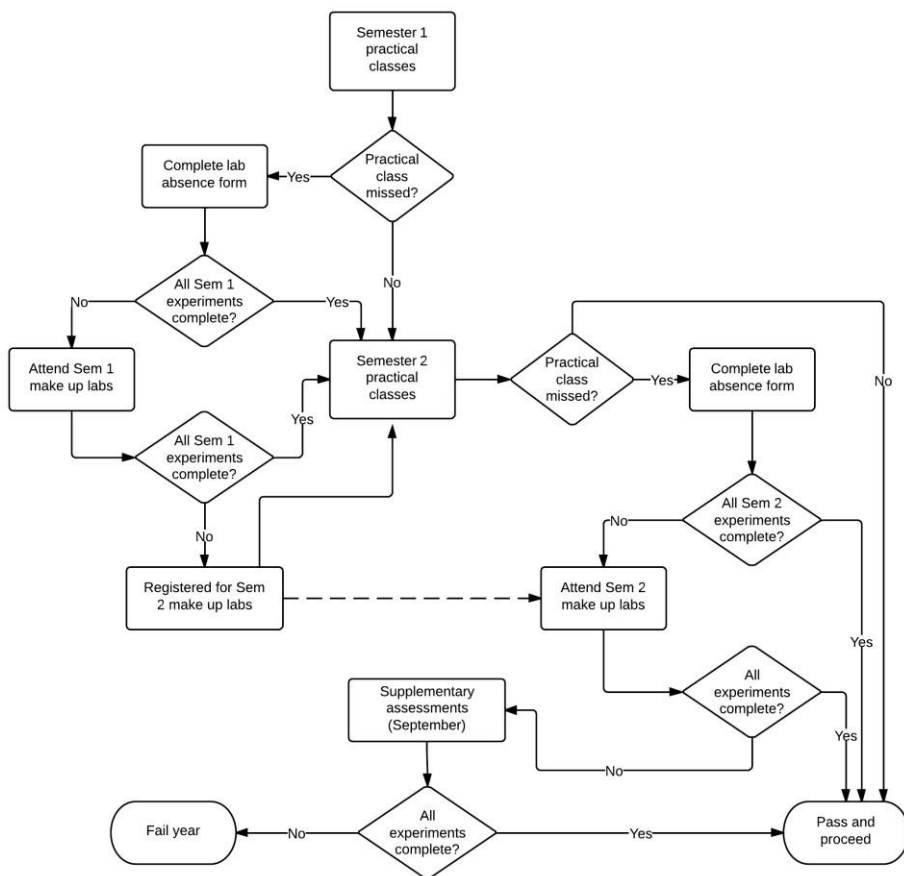 Semester 1
practical
classes
Practical
class
missed?
Yes
Complete lab
absence form
No
All Sem 1
experiments
complete?
No
Yes
Attend Sem 1
make up labs
Semester 2
practical
classes
Practical
class
missed?
Yes
Complete lab
absence form
No
Yes
All Sem 1
experiments
complete?
No
All Sem 2
experiments
complete?
No
Yes
Registered for Sem
2 make up labs
Attend Sem 2
make up labs
All
experiments
complete?
Yes
No
Supplementary
assessments
(September)
All
experiments
complete?
No
Yes
Fail year
Pass and
proceed